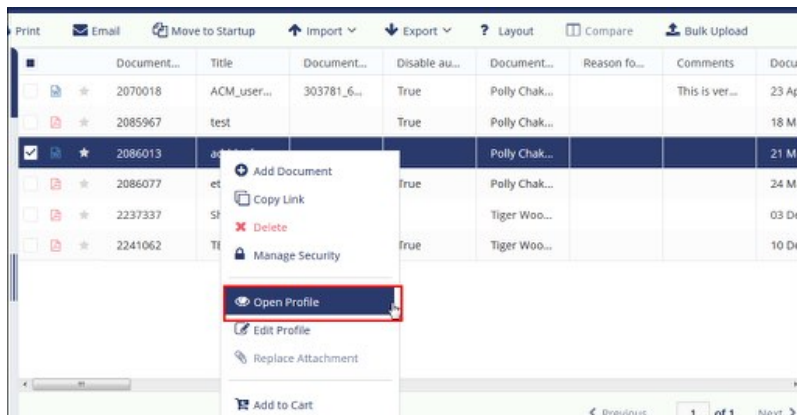 Print Email Move to Startup Import Export ? Layout Compare Bulk Upload
Document... Title Document... Disable au... Document... Reason fo... Comments Docu
2070018 ACM_user... 303781_6... True Polly Chak... This is ver... 23 Ap
2085967 test True Polly Chak... 18 M
2086013 Polly Chak... 21 M
Add Document
2086077 et True Polly Chak... 24 M
Copy Link
2237337 Sh Tiger Woo... 03 De
Delete
2241062 TE True Tiger Woo... 10 De
Manage Security
Open Profile
Edit Profile
Replace Attachment
Add to Cart
Previous 1 of 1 Next